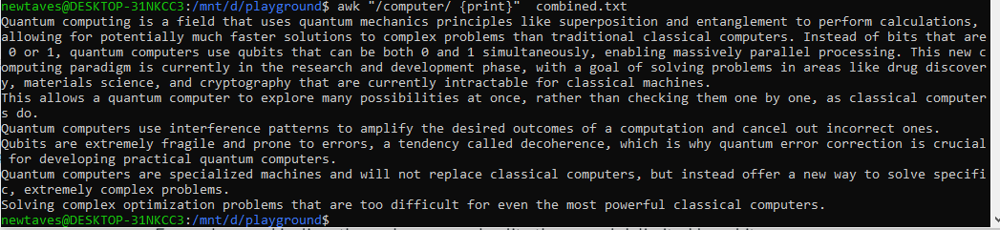 newtaves@DESKTOP-31NKCC3:/mnt/d/playground$ awk "/computer/ {print}"  combined.txt
Quantum computing is a field that uses quantum mechanics principles like superposition and entanglement to perform calculations,
allowing for potentially much faster solutions to complex problems than traditional classical computers. Instead of bits that are
 0 or 1, quantum computers use qubits that can be both 0 and 1 simultaneously, enabling massively parallel processing. This new c
omputing paradigm is currently in the research and development phase, with a goal of solving problems in areas like drug discover
y, materials science, and cryptography that are currently intractable for classical machines.
This allows a quantum computer to explore many possibilities at once, rather than checking them one by one, as classical computer
s do.
Quantum computers use interference patterns to amplify the desired outcomes of a computation and cancel out incorrect ones.
Qubits are extremely fragile and prone to errors, a tendency called decoherence, which is why quantum error correction is crucial
 for developing practical quantum computers.
Quantum computers are specialized machines and will not replace classical computers, but instead offer a new way to solve specifi
c, extremely complex problems.
Solving complex optimization problems that are too difficult for even the most powerful classical computers.
newtaves@DESKTOP-31NKCC3:/mnt/d/playground$